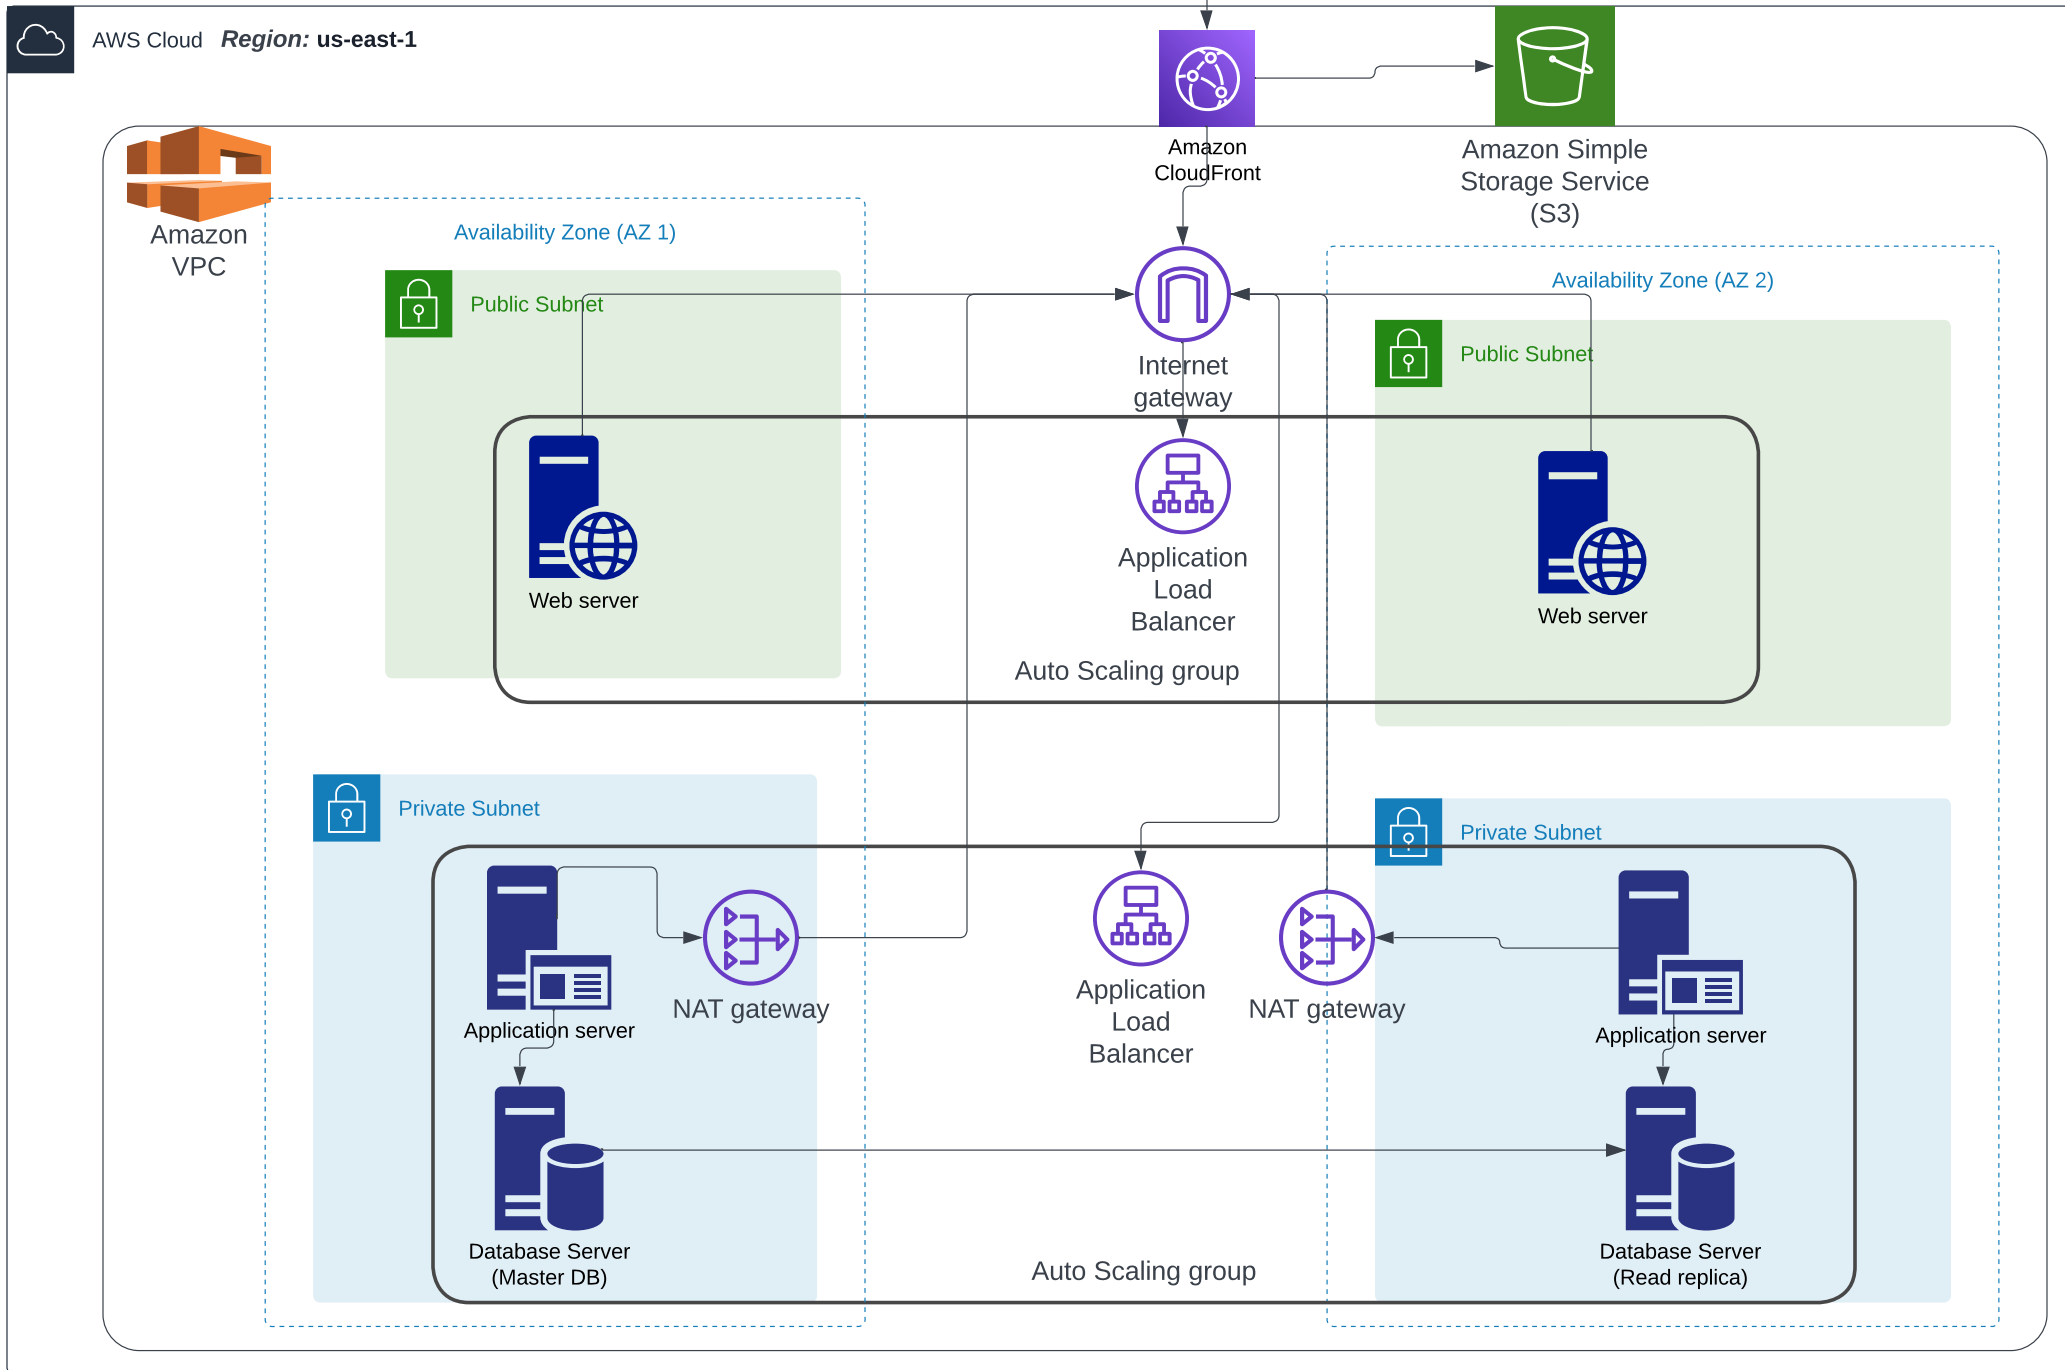 AWS Cloud Region: us-east-1
Amazon
CloudFront
Amazon Simple
Storage Service
(S3)
Amazon
VPC
Availability Zone (AZ 1)
Availability Zone (AZ 2)
Public Subnet
Public Subnet
Internet
gateway
Web server
Application
Load
Balancer
Web server
Auto Scaling group
Private Subnet
Private Subnet
Application server
NAT gateway
Application
Load
Balancer
NAT gateway
Application server
Database Server
(Master DB)
Database Server
(Read replica)
Auto Scaling group